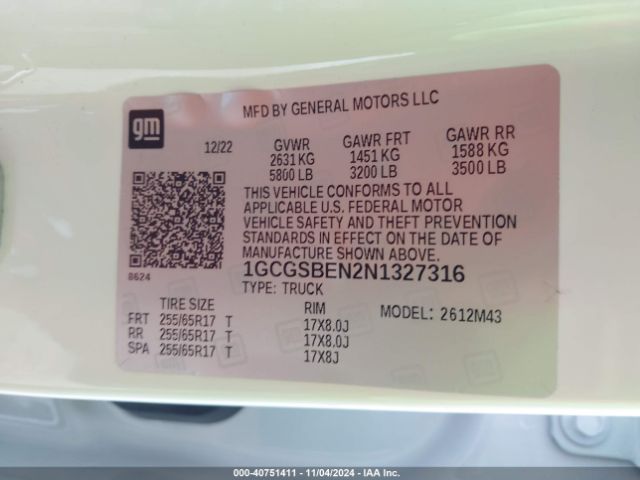 gm
MFD BY GENERAL MOTORS LLC
12/22
GVWR GAWR FRT GAWR RR
2631 KG 1451 KG 1588 KG
5800 LB 3200 LB 3500 LB
THIS VEHICLE CONFORMS TO ALL
APPLICABLE U.S. FEDERAL MOTOR
VEHICLE SAFETY AND THEFT PREVENTION
STANDARDS IN EFFECT ON THE DATE OF
MANUFACTURE SHOWN ABOVE.
8624
1GCGSBEN2N1327316
TYPE: TRUCK
TIRE SIZE RIM MODEL: 2612M43
FRT 255/65R17 T 17X8.0J
RR 255/65R17 T 17X8.0J
SPA 255/65R17 T 17X8J
000-40751411 - 11/04/2024 - IAA Inc.